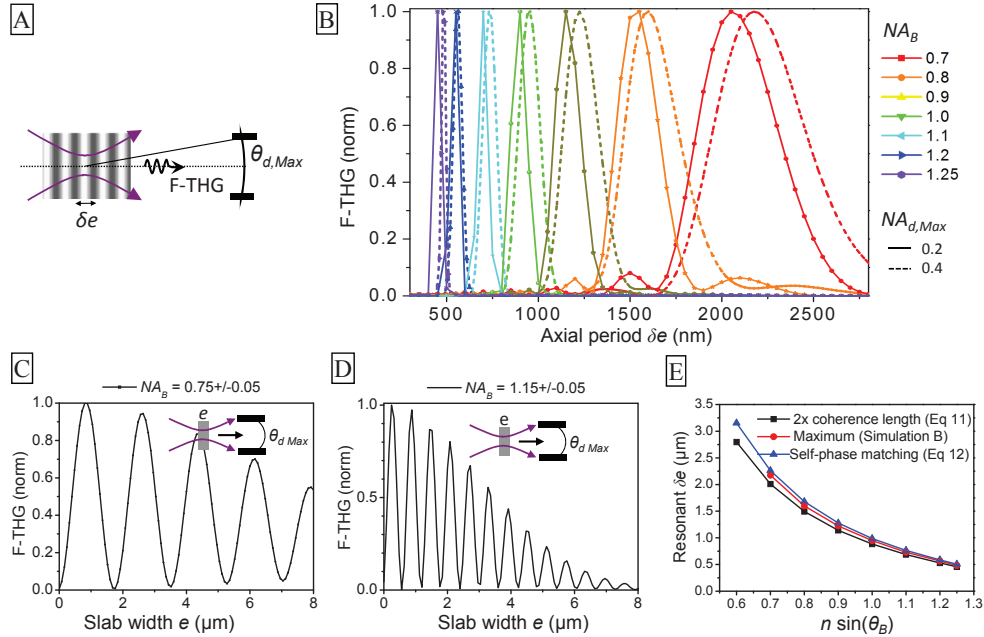 A
δe
F-THG
θd,Max
B
F-THG (norm)
1.0
0.8
0.6
0.4
0.2
0.0
500
1000
1500
2000
2500
Axial period δe (nm)
NAB
0.7
0.8
0.9
1.0
1.1
1.2
1.25
NAd,Max
0.2
0.4
C
NAB = 0.75+/-0.05
e
θd Max
F-THG (norm)
1.0
0.5
0.0
0 2 4 6 8
Slab width e (µm)
D
NAB = 1.15+/-0.05
e
θd Max
F-THG (norm)
1.0
0.5
0.0
0 2 4 6 8
Slab width e (µm)
E
2x coherence length (Eq 11)
Maximum (Simulation B)
Self-phase matching (Eq 12)
Resonant δe (µm)
3.5
3.0
2.5
2.0
1.5
1.0
0.5
0.0
0.6 0.7 0.8 0.9 1.0 1.1 1.2 1.3
n sin(θB)